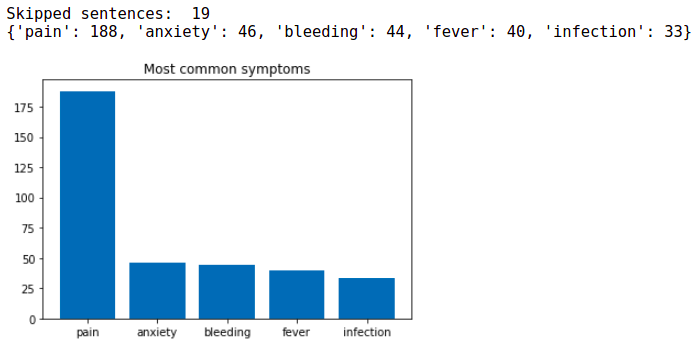 Skipped sentences:  19
{'pain': 188, 'anxiety': 46, 'bleeding': 44, 'fever': 40, 'infection': 33}
Most common symptoms
175
150
125
100
75
50
25
0
pain anxiety bleeding fever infection